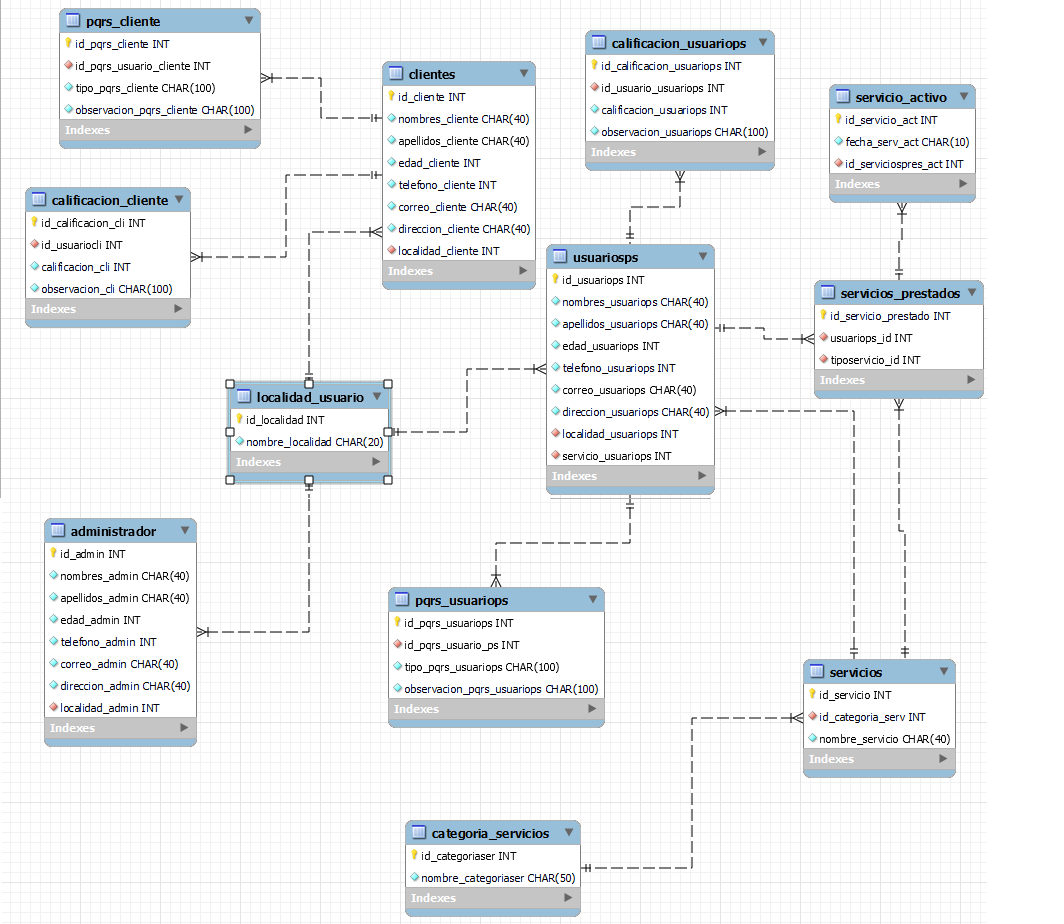 pqrs_cliente
id_pqrs_cliente INT
id_pqrs_usuario_cliente INT
tipo_pqrs_cliente CHAR(100)
observacion_pqrs_cliente CHAR(100)
Indexes
clientes
id_cliente INT
nombres_cliente CHAR(40)
apellidos_cliente CHAR(40)
edad_cliente INT
telefono_cliente INT
correo_cliente CHAR(40)
direccion_cliente CHAR(40)
localidad_cliente INT
Indexes
calificacion_usuariops
id_calificacion_usuariops INT
id_usuario_usuariops INT
calificacion_usuariops INT
observacion_usuariops CHAR(100)
Indexes
servicio_activo
id_servicio_act INT
fecha_serv_act CHAR(10)
id_serviciospres_act INT
Indexes
calificacion_cliente
id_calificacion_cli INT
id_usuariocli INT
calificacion_cli INT
observacion_cli CHAR(100)
Indexes
usuariosps
id_usuariops INT
nombres_usuariops CHAR(40)
apellidos_usuariops CHAR(40)
edad_usuariops INT
telefono_usuariops INT
correo_usuariops CHAR(40)
direccion_usuariops CHAR(40)
localidad_usuariops INT
servicio_usuariops INT
Indexes
servicios_prestados
id_servicio_prestado INT
usuariops_id INT
tiposervicio_id INT
Indexes
localidad_usuario
id_localidad INT
nombre_localidad CHAR(20)
Indexes
administrador
id_admin INT
nombres_admin CHAR(40)
apellidos_admin CHAR(40)
edad_admin INT
telefono_admin INT
correo_admin CHAR(40)
direccion_admin CHAR(40)
localidad_admin INT
Indexes
pqrs_usuariops
id_pqrs_usuariops INT
id_pqrs_usuario_ps INT
tipo_pqrs_usuariops CHAR(100)
observacion_pqrs_usuariops CHAR(100)
Indexes
servicios
id_servicio INT
id_categoria_serv INT
nombre_servicio CHAR(40)
Indexes
categoria_servicios
id_categoriaser INT
nombre_categoriaser CHAR(50)
Indexes